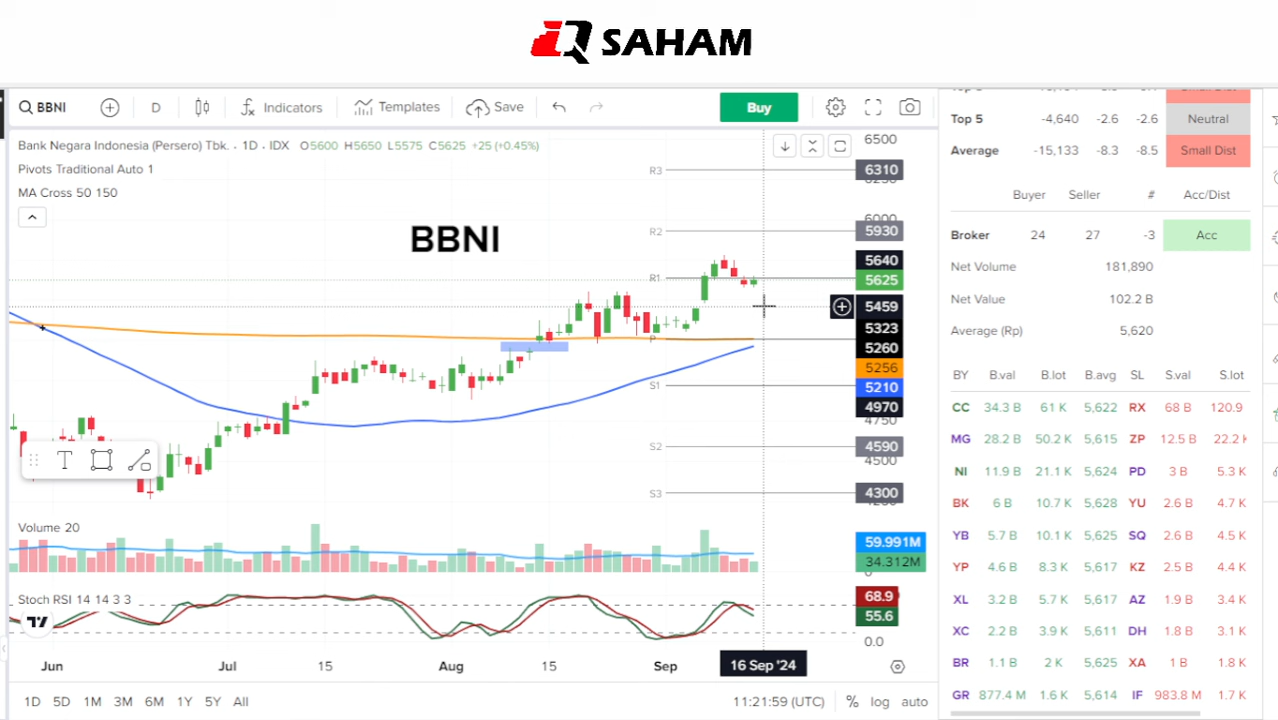 SAHAM
BBNI D Indicators Templates Save Buy
Bank Negara Indonesia (Persero) Tbk. · 1D · IDX O5600 H5650 L5575 C5625 +25 (+0.45%)
Pivots Traditional Auto 1
MA Cross 50 150
BBNI
R3
R2
R1
P
S1
S2
S3
6500
6310
6000
5930
5640
5625
5459
5323
5260
5256
5210
4970
4750
4590
4500
4300
Volume 20
59.991M
34.312M
0
Stoch RSI 14 14 3 3
68.9
55.6
0.0
Jun Jul 15 Aug 15 Sep 16 Sep '24
1D 5D 1M 3M 6M 1Y 5Y All 11:21:59 (UTC) % log auto
Top 5 -4,640 -2.6 -2.6 Neutral
Average -15,133 -8.3 -8.5 Small Dist
Buyer Seller # Acc/Dist
Broker 24 27 -3 Acc
Net Volume 181,890
Net Value 102.2 B
Average (Rp) 5,620
BY B.val B.lot B.avg SL S.val S.lot
CC 34.3 B 61 K 5,622 RX 68 B 120.9
MG 28.2 B 50.2 K 5,615 ZP 12.5 B 22.2 K
NI 11.9 B 21.1 K 5,624 PD 3 B 5.3 K
BK 6 B 10.7 K 5,628 YU 2.6 B 4.7 K
YB 5.7 B 10.1 K 5,625 SQ 2.6 B 4.5 K
YP 4.6 B 8.3 K 5,617 KZ 2.5 B 4.4 K
XL 3.2 B 5.7 K 5,617 AZ 1.9 B 3.4 K
XC 2.2 B 3.9 K 5,611 DH 1.8 B 3.1 K
BR 1.1 B 2 K 5,625 XA 1 B 1.8 K
GR 877.4 M 1.6 K 5,614 IF 983.8 M 1.7 K